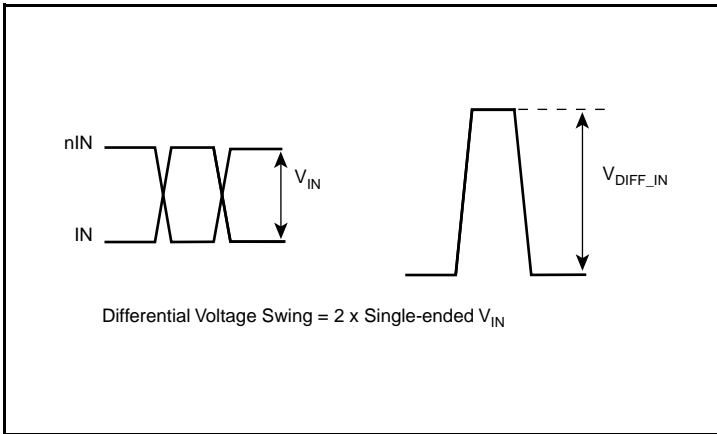 nIN
V_IN
IN
V_DIFF_IN
Differential Voltage Swing = 2 x Single-ended V_IN